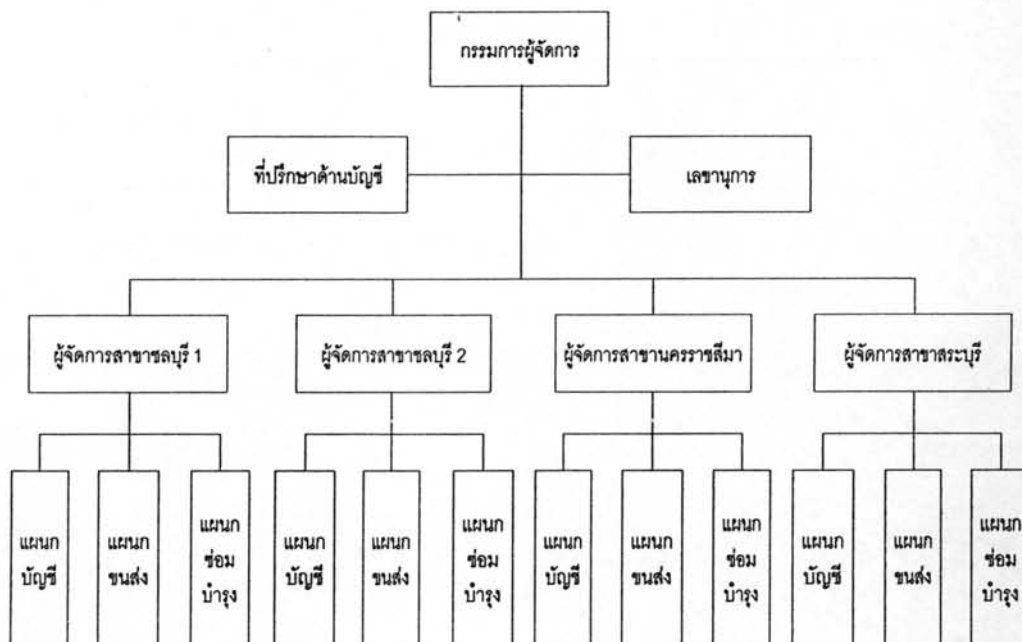 กรรมการผู้จัดการ
ที่ปรึกษาด้านบัญชี
เลขานุการ
ผู้จัดการสาขาชลบุรี 1
ผู้จัดการสาขาชลบุรี 2
ผู้จัดการสาขานครราชสีมา
ผู้จัดการสาขาสระบุรี
แผนก
บัญชี
แผนก
ขนส่ง
แผนก
ซ่อม
บำรุง
แผนก
บัญชี
แผนก
ขนส่ง
แผนก
ซ่อม
บำรุง
แผนก
บัญชี
แผนก
ขนส่ง
แผนก
ซ่อม
บำรุง
แผนก
บัญชี
แผนก
ขนส่ง
แผนก
ซ่อม
บำรุง